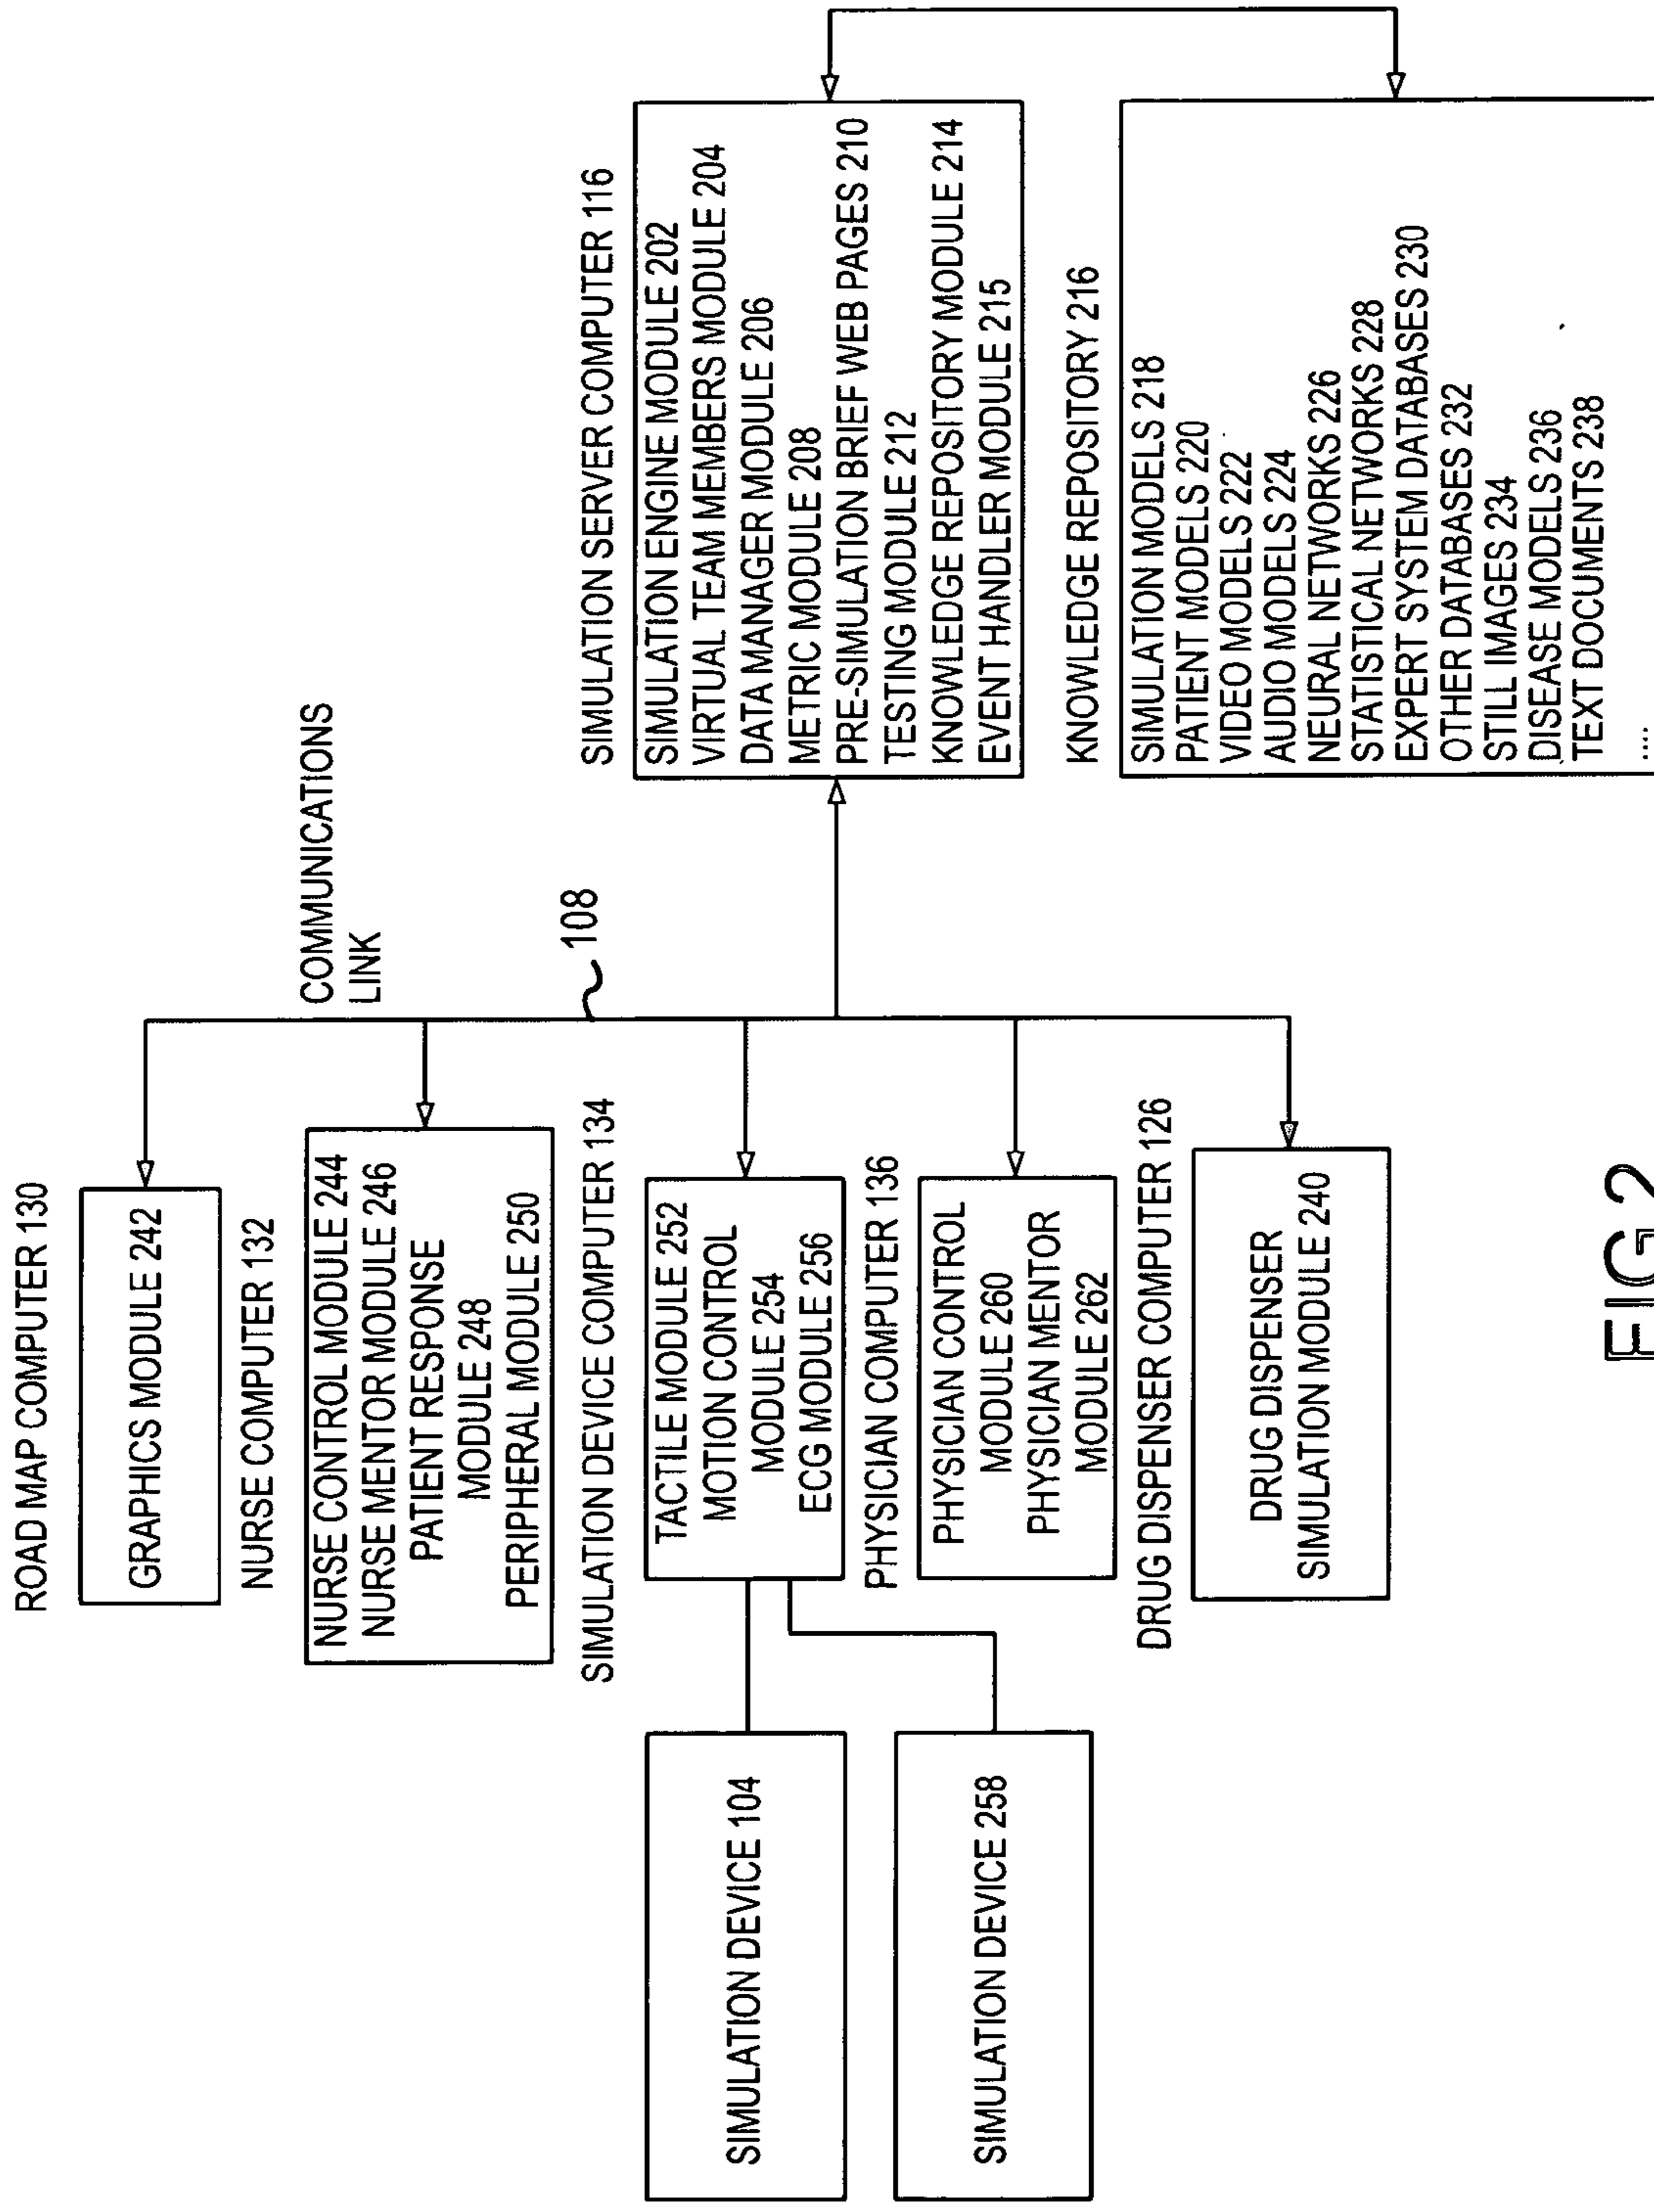 ROAD MAP COMPUTER 130
GRAPHICS MODULE 242
NURSE COMPUTER 132
NURSE CONTROL MODULE 244
NURSE MENTOR MODULE 246
PATIENT RESPONSE
MODULE 248
PERIPHERAL MODULE 250
SIMULATION DEVICE COMPUTER 134
TACTILE MODULE 252
MOTION CONTROL
MODULE 254
ECG MODULE 256
PHYSICIAN COMPUTER 136
PHYSICIAN CONTROL
MODULE 260
PHYSICIAN MENTOR
MODULE 262
DRUG DISPENSER COMPUTER 126
DRUG DISPENSER
SIMULATION MODULE 240
SIMULATION DEVICE 104
SIMULATION DEVICE 258
COMMUNICATIONS
LINK
108
SIMULATION SERVER COMPUTER 116
SIMULATION ENGINE MODULE 202
VIRTUAL TEAM MEMBERS MODULE 204
DATA MANAGER MODULE 206
METRIC MODULE 208
PRE-SIMULATION BRIEF WEB PAGES 210
TESTING MODULE 212
KNOWLEDGE REPOSITORY MODULE 214
EVENT HANDLER MODULE 215
KNOWLEDGE REPOSITORY 216
SIMULATION MODELS 218
PATIENT MODELS 220
VIDEO MODELS 222
AUDIO MODELS 224
NEURAL NETWORKS 226
STATISTICAL NETWORKS 228
EXPERT SYSTEM DATABASES 230
OTHER DATABASES 232
STILL IMAGES 234
DISEASE MODELS 236
TEXT DOCUMENTS 238
....
FIG 2